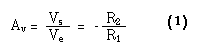 Av = Vs / Ve = - R2 / R1 (1)